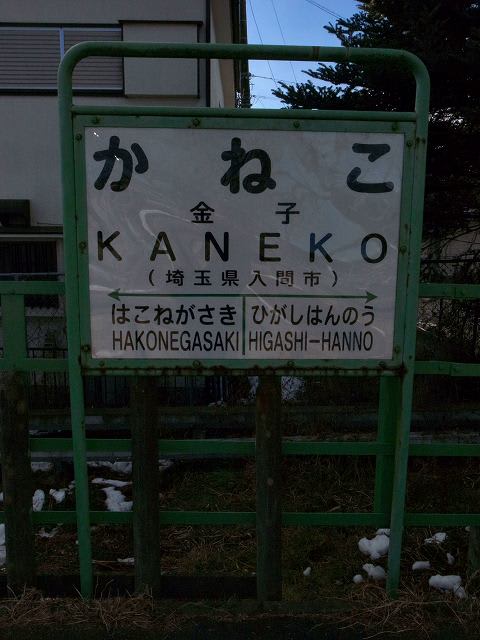 かねこ
金子
KANEKO
(埼玉県入間市)
はこねがさき ひがしはんのう
HAKONEGASAKI HIGASHI-HANNO